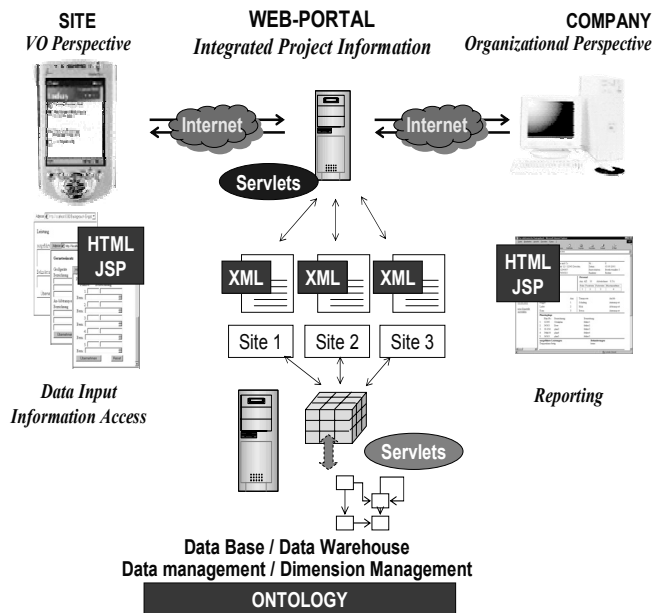 SITE
VO Perspective
WEB-PORTAL
Integrated Project Information
COMPANY
Organizational Perspective
Internet
Internet
Servlets
HTML
JSP
XML
XML
XML
HTML
JSP
Site 1
Site 2
Site 3
Data Input
Information Access
Reporting
Servlets
Data Base / Data Warehouse
Data management / Dimension Management
ONTOLOGY